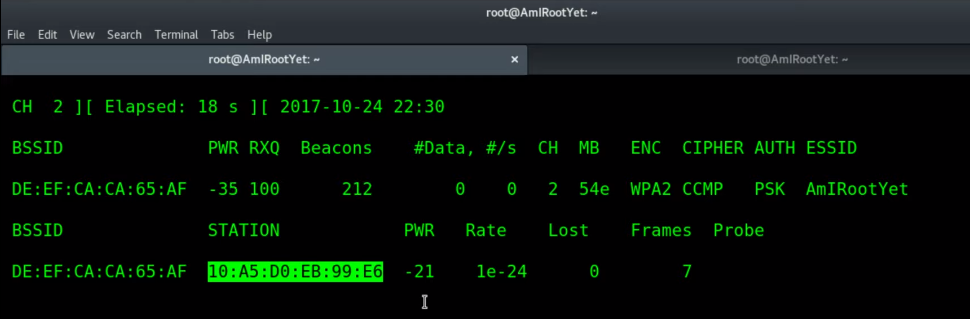 root@AmIRootYet: ~
File Edit View Search Terminal Tabs Help
root@AmIRootYet: ~ × root@AmIRootYet: ~
CH 2 ][ Elapsed: 18 s ][ 2017-10-24 22:30
BSSID PWR RXQ Beacons #Data, #/s CH MB ENC CIPHER AUTH ESSID
DE:EF:CA:CA:65:AF -35 100 212 0 0 2 54e WPA2 CCMP PSK AmIRootYet
BSSID STATION PWR Rate Lost Frames Probe
DE:EF:CA:CA:65:AF 10:A5:D0:EB:99:E6 -21 1e-24 0 7